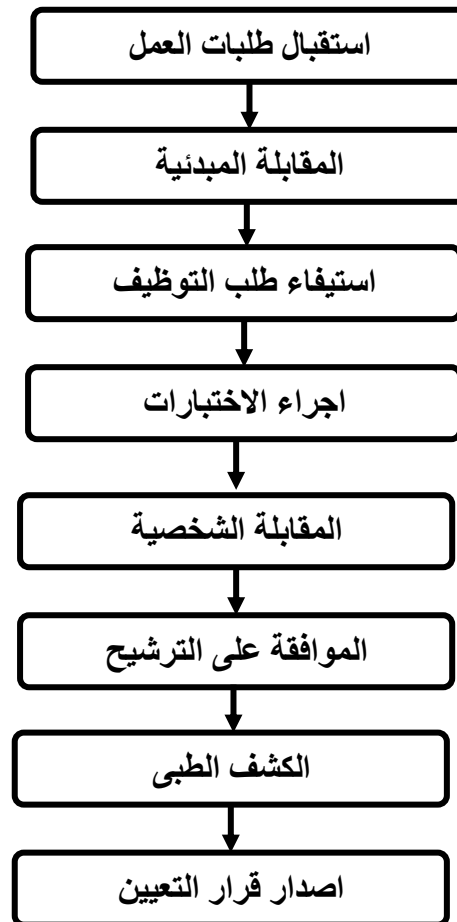 استقبال طلبات العمل
المقابلة المبدئية
استيفاء طلب التوظيف
اجراء الاختبارات
المقابلة الشخصية
الموافقة على الترشيح
الكشف الطبى
اصدار قرار التعيين